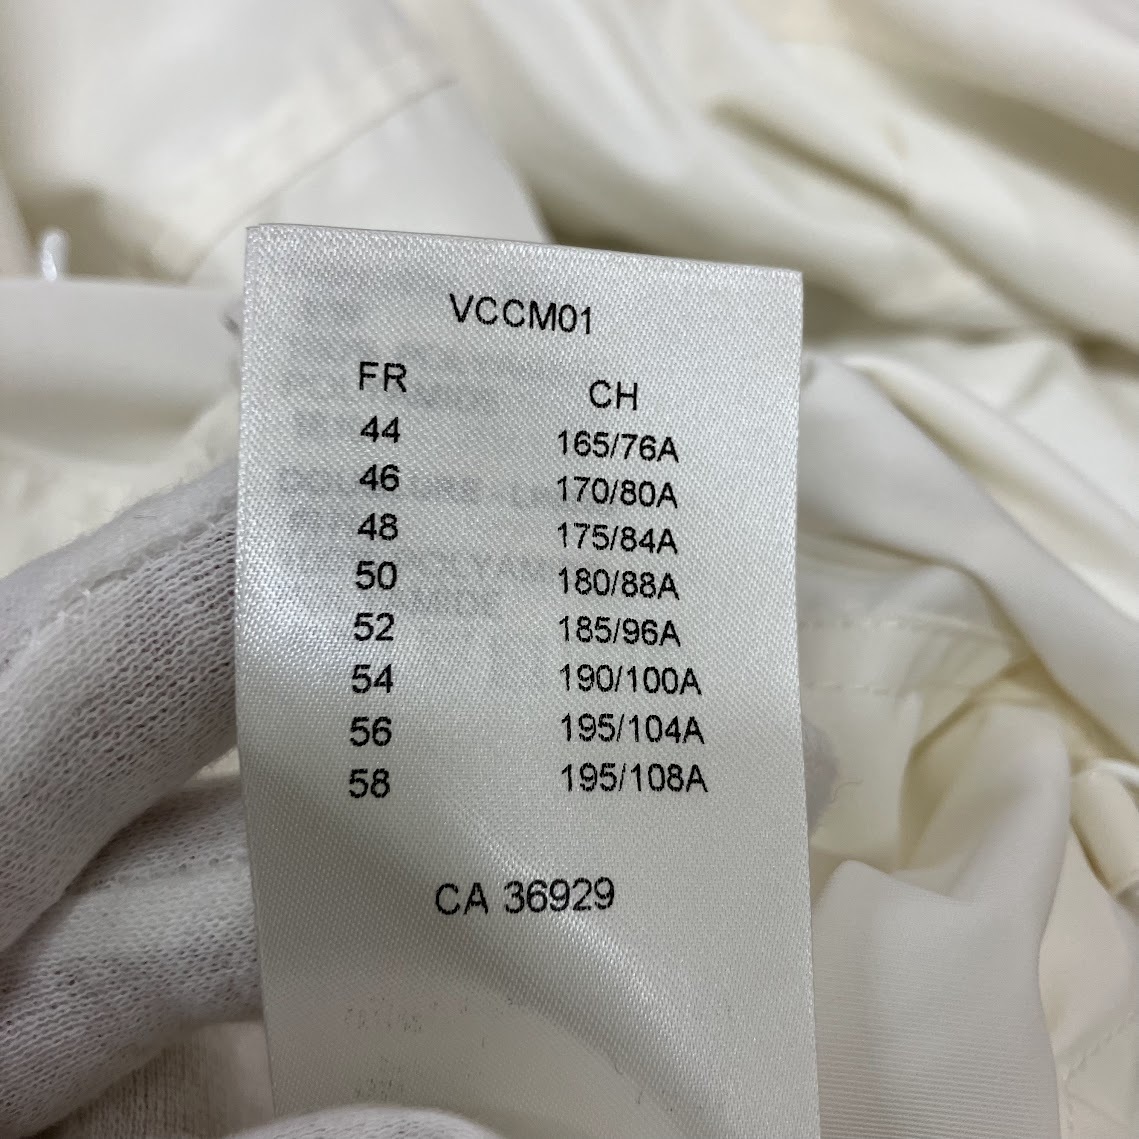 VCCM01
FR CH
44 165/76A
46 170/80A
48 175/84A
50 180/88A
52 185/96A
54 190/100A
56 195/104A
58 195/108A
CA 36929